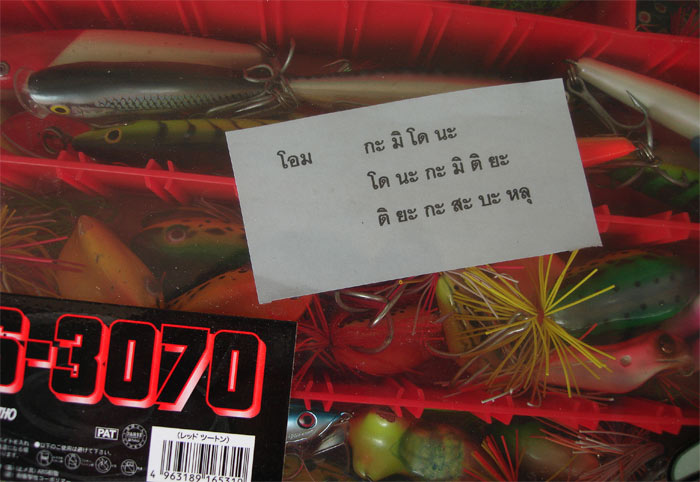 โอม กะ มิ โด นะ
โด นะ กะ มิ ติ ยะ
ติ ยะ กะ สะ บะ หลุ
-3070
HO
PAT
(レッド ツートン)
4 963189 165310